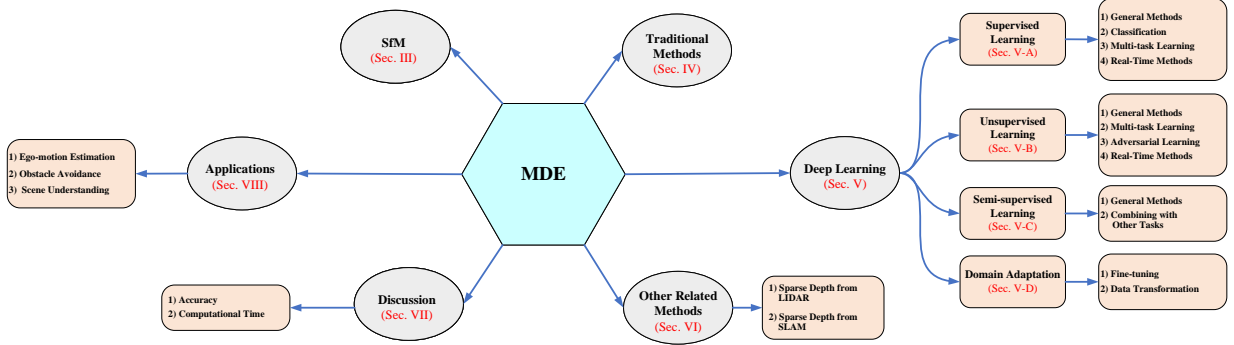 SfM
(Sec. III)
Traditional
Methods
(Sec. IV)
Supervised
Learning
(Sec. V-A)
1) General Methods
2) Classification
3) Multi-task Learning
4) Real-Time Methods
Applications
(Sec. VIII)
1) Ego-motion Estimation
2) Obstacle Avoidance
3) Scene Understanding
MDE
Deep Learning
(Sec. V)
Unsupervised
Learning
(Sec. V-B)
1) General Methods
2) Multi-task Learning
3) Adversarial Learning
4) Real-Time Methods
Semi-supervised
Learning
(Sec. V-C)
1) General Methods
2) Combining with
Other Tasks
Discussion
(Sec. VII)
1) Accuracy
2) Computational Time
Other Related
Methods
(Sec. VI)
1) Sparse Depth from
LIDAR
2) Sparse Depth from
SLAM
Domain Adaptation
(Sec. V-D)
1) Fine-tuning
2) Data Transformation